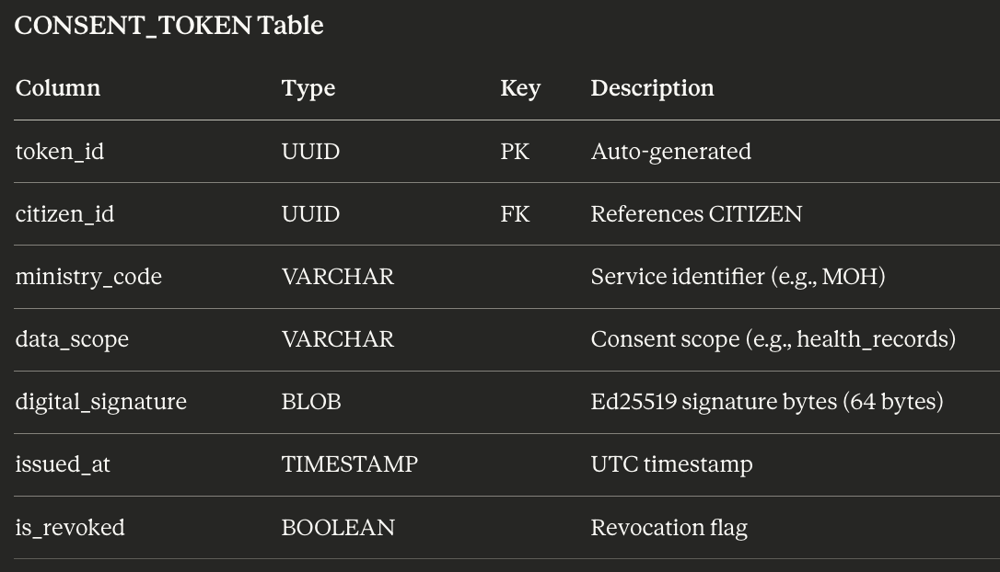 CONSENT_TOKEN Table
Column Type Key Description
token_id UUID PK Auto-generated
citizen_id UUID FK References CITIZEN
ministry_code VARCHAR Service identifier (e.g., MOH)
data_scope VARCHAR Consent scope (e.g., health_records)
digital_signature BLOB Ed25519 signature bytes (64 bytes)
issued_at TIMESTAMP UTC timestamp
is_revoked BOOLEAN Revocation flag